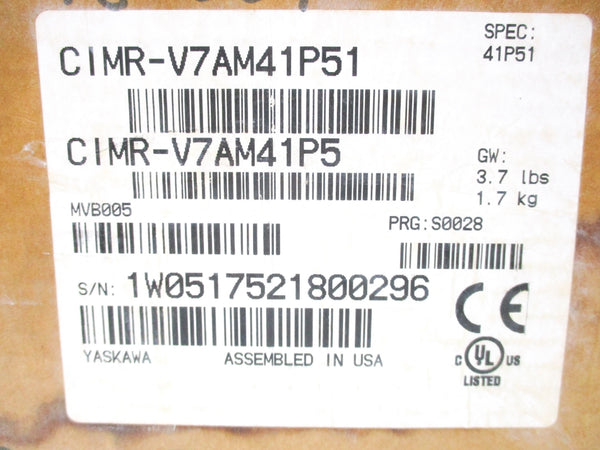 CIMR-V7AM41P51
SPEC:
41P51
CIMR-V7AM41P5
GW:
3.7 lbs
1.7 kg
MVB005
PRG:S0028
S/N: 1W0517521800296
CE
C UL US
LISTED
YASKAWA ASSEMBLED IN USA